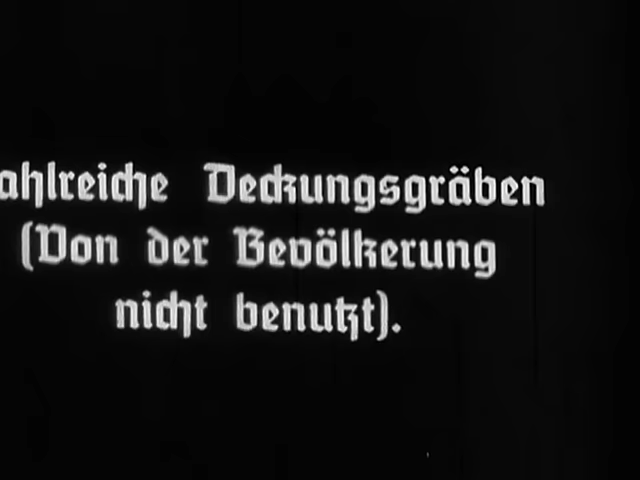 ahlreiche Deckungsgräben
(Von der Bevölkerung
nicht benutzt).